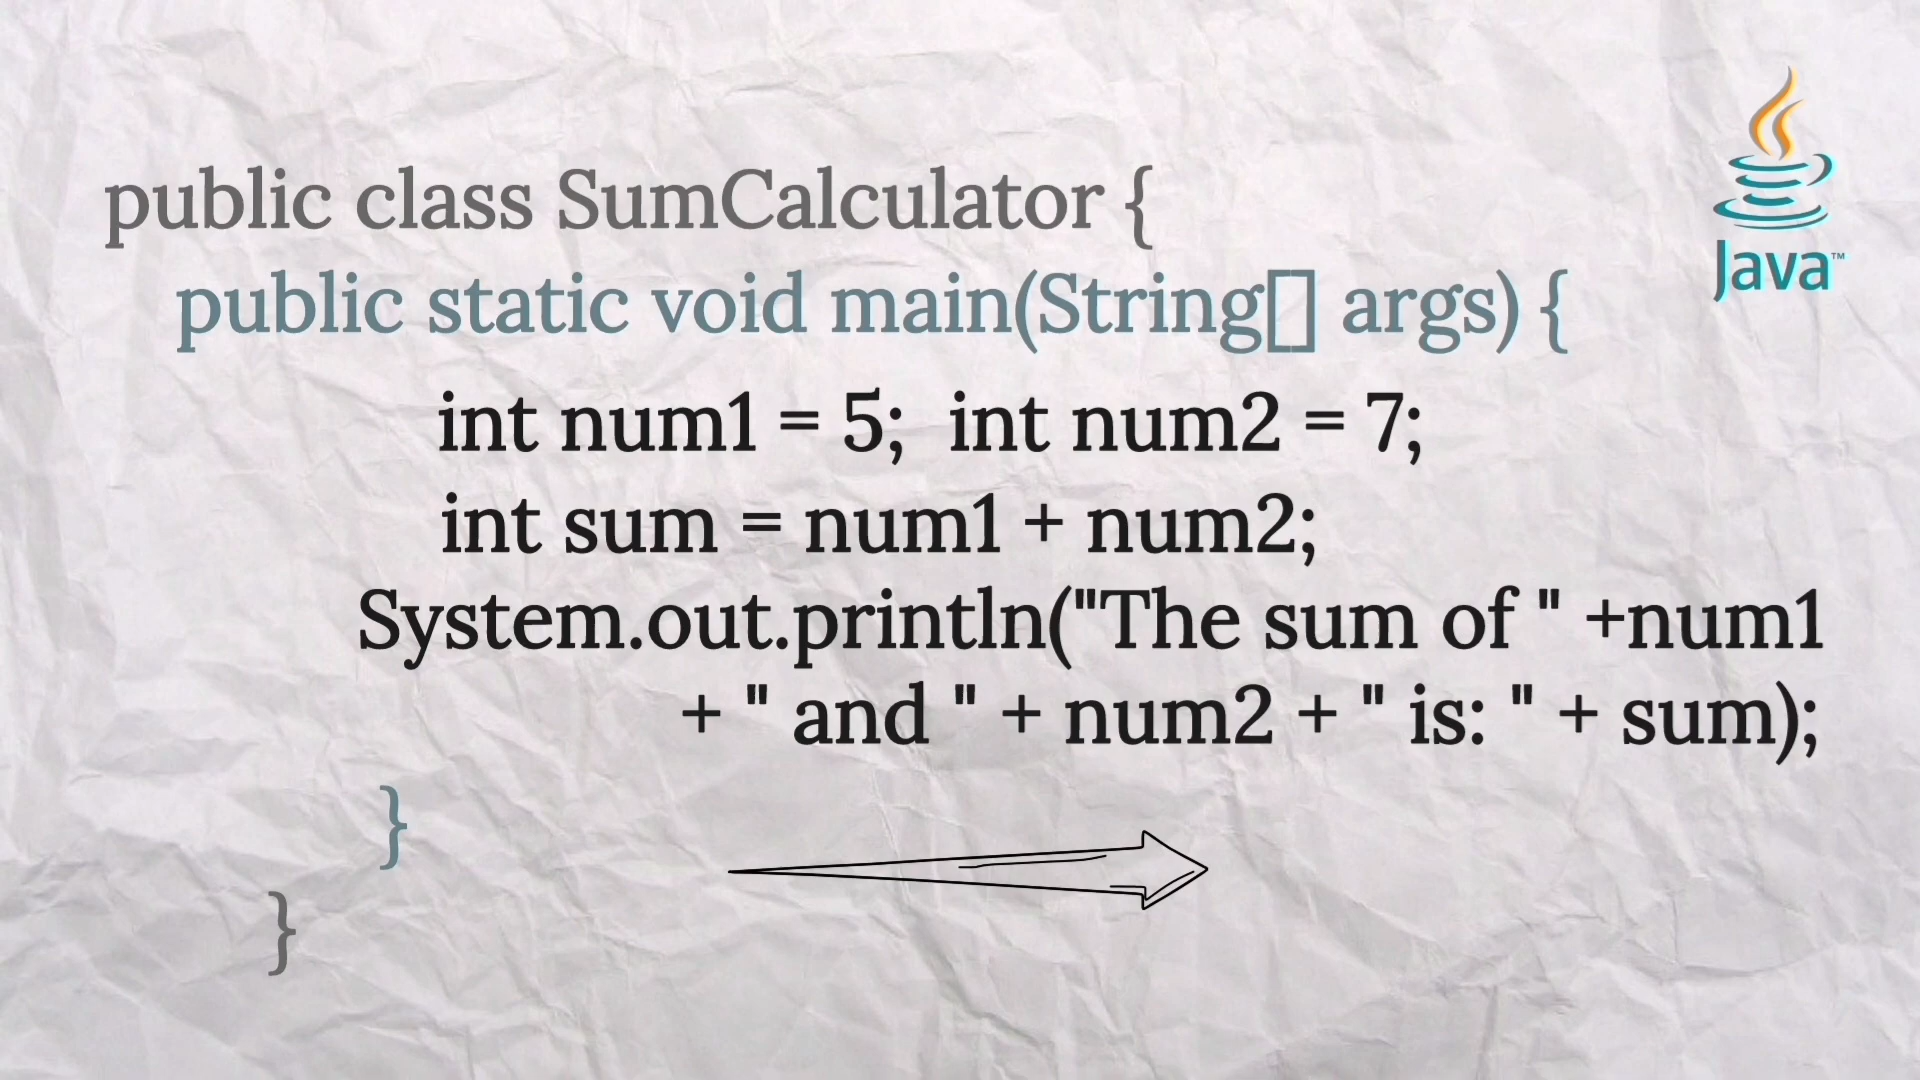 public class SumCalculator {
public static void main(String[] args) {
int num1 = 5;  int num2 = 7;
int sum = num1 + num2;
System.out.println("The sum of " +num1
+ " and " + num2 + " is: " + sum);
}
}
Java™